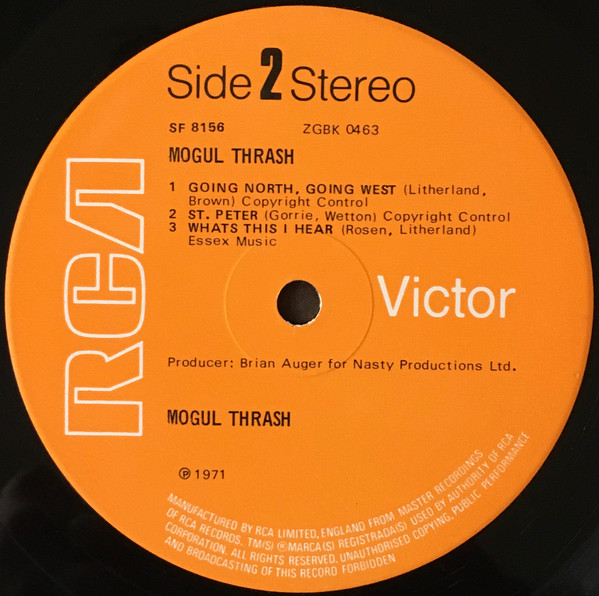 Side 2 Stereo
SF 8156 ZGBK 0463
MOGUL THRASH
1 GOING NORTH, GOING WEST (Litherland,
Brown) Copyright Control
2 ST. PETER (Gorrie, Wetton) Copyright Control
3 WHATS THIS I HEAR (Rosen, Litherland)
Essex Music
RCA
Victor
Producer: Brian Auger for Nasty Productions Ltd.
MOGUL THRASH
℗ 1971
MANUFACTURED BY RCA LIMITED, ENGLAND FROM MASTER RECORDINGS
OF RCA RECORDS. TM(S) ® MARCA(S) REGISTRADA(S) USED BY AUTHORITY OF RCA
CORPORATION. ALL RIGHTS RESERVED. UNAUTHORISED COPYING, PUBLIC PERFORMANCE
AND BROADCASTING OF THIS RECORD FORBIDDEN